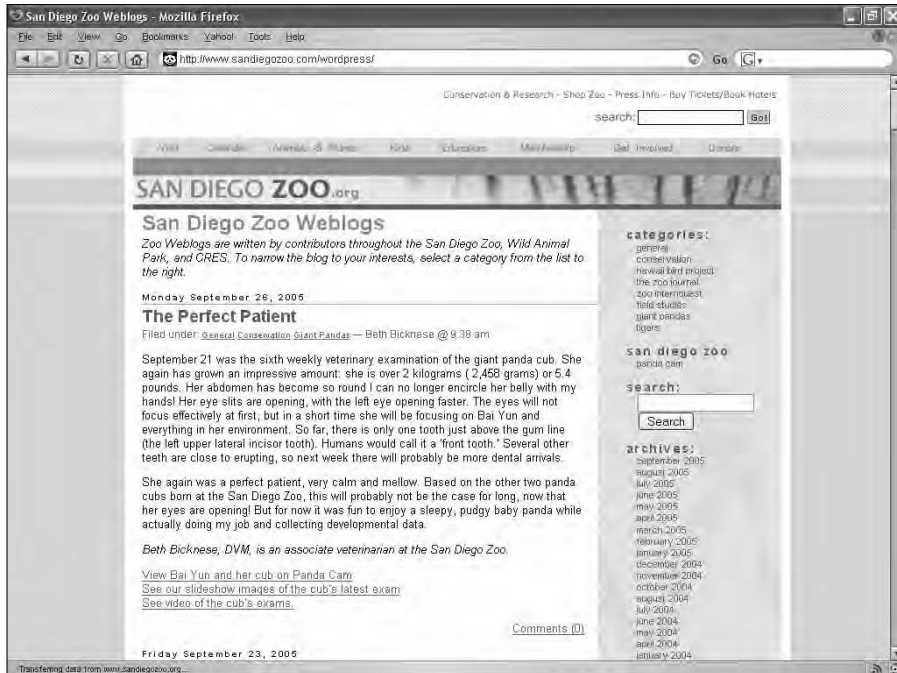 San Diego Zoo Weblogs - Mozilla Firefox
File Edit View Go Bookmarks Yahoo! Tools Help
http://www.sandiegozoo.com/wordpress/
Go
Conservation & Research - Shop Zoo - Press Info - Buy Tickets/Book Hotels
search:
Go!
Visit Animals & Plants Kids Education Membership Get Involved Donate
SAN DIEGO ZOO.org
San Diego Zoo Weblogs
Zoo Weblogs are written by contributors throughout the San Diego Zoo, Wild Animal
Park, and CRES. To narrow the blog to your interests, select a category from the list to
the right.
Monday September 26, 2005
The Perfect Patient
Filed under: General Conservation Giant Pandas — Beth Bicknese @ 9:38 am
September 21 was the sixth weekly veterinary examination of the giant panda cub. She
again has grown an impressive amount: she is over 2 kilograms ( 2,458 grams) or 5.4
pounds. Her abdomen has become so round I can no longer encircle her belly with my
hands! Her eye slits are opening, with the left eye opening faster. The eyes will not
focus effectively at first, but in a short time she will be focusing on Bai Yun and
everything in her environment. So far, there is only one tooth just above the gum line
(the left upper lateral incisor tooth). Humans would call it a 'front tooth.' Several other
teeth are close to erupting, so next week there will probably be more dental arrivals.
She again was a perfect patient, very calm and mellow. Based on the other two panda
cubs born at the San Diego Zoo, this will probably not be the case for long, now that
her eyes are opening! But for now it was fun to enjoy a sleepy, pudgy baby panda while
actually doing my job and collecting developmental data.
Beth Bicknese, DVM, is an associate veterinarian at the San Diego Zoo.
View Bai Yun and her cub on Panda Cam
See our slideshow images of the cub's latest exam
See video of the cub's exams.
Comments (0)
Friday September 23, 2005
categories:
general
conservation
hawaii bird project
the zoo journal
zoo internquest
field studies
giant pandas
tigers
san diego zoo
panda cam
search:
Search
archives:
september 2005
august 2005
july 2005
june 2005
may 2005
april 2005
march 2005
february 2005
january 2005
december 2004
november 2004
october 2004
august 2004
july 2004
june 2004
may 2004
april 2004
january 2004
Transferring data from www.sandiegozoo.org...